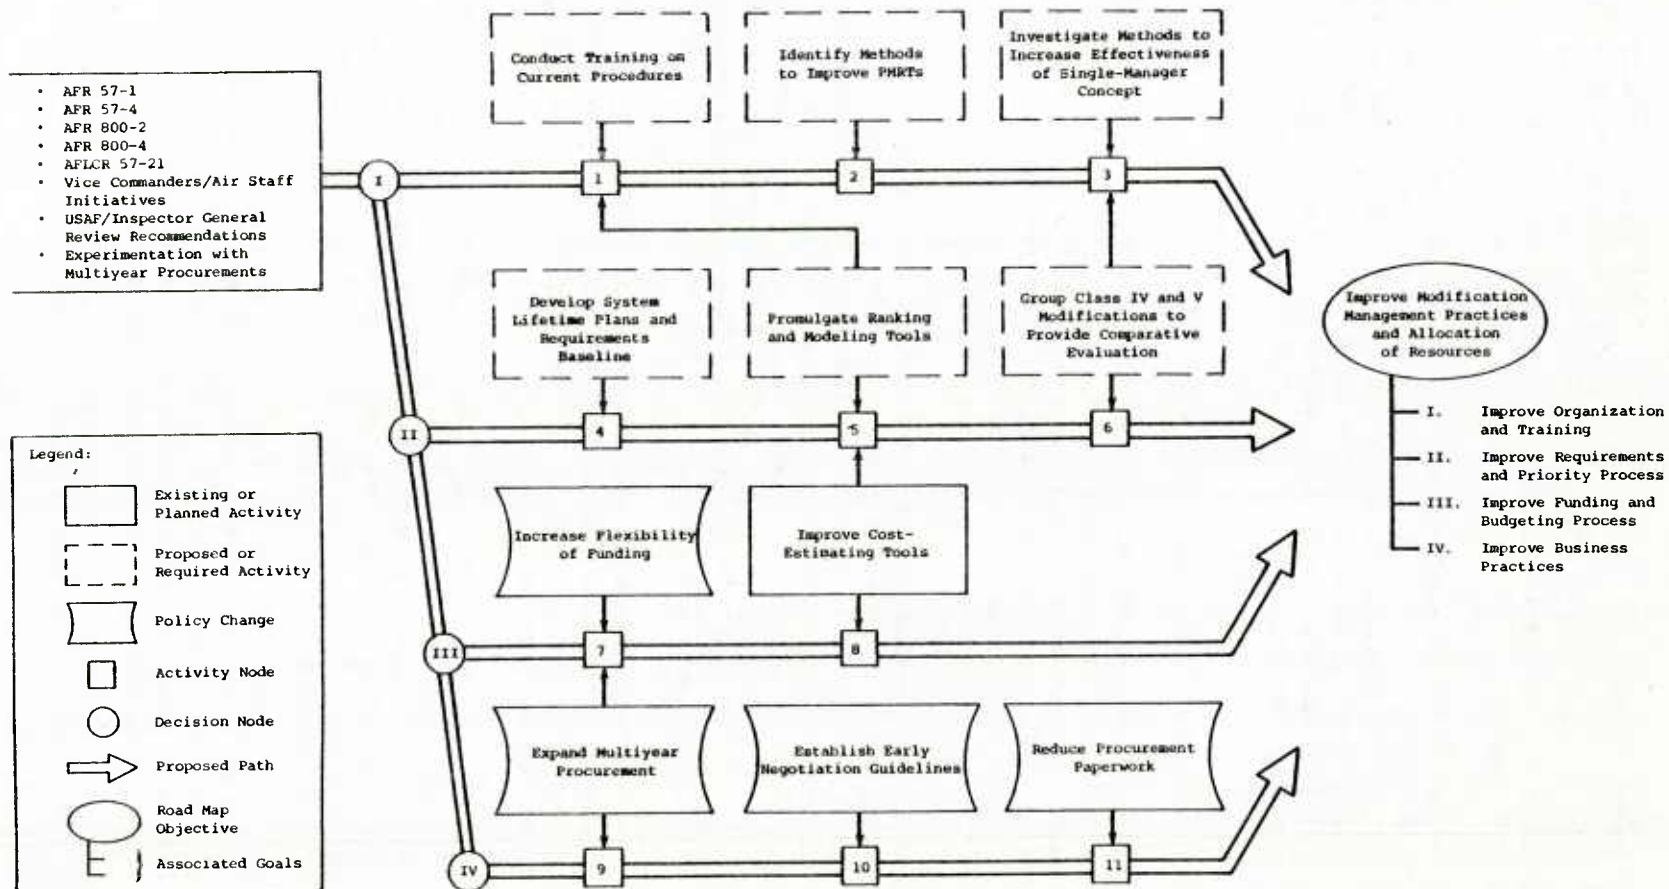 Conduct Training on
Current Procedures
Identify Methods
to Improve PMRTs
Investigate Methods to
Increase Effectiveness
of Single-Manager
Concept
• AFR 57-1
• AFR 57-4
• AFR 800-2
• AFR 800-4
• AFLCR 57-21
• Vice Commanders/Air Staff
Initiatives
• USAF/Inspector General
Review Recommendations
• Experimentation with
Multiyear Procurements
I
1
2
3
Develop System
Lifetime Plans and
Requirements
Baseline
Promulgate Ranking
and Modeling Tools
Group Class IV and V
Modifications to
Provide Comparative
Evaluation
Improve Modification
Management Practices
and Allocation
of Resources
I. Improve Organization
and Training
II. Improve Requirements
and Priority Process
III. Improve Funding and
Budgeting Process
IV. Improve Business
Practices
II
4
5
6
Legend:
Existing or
Planned Activity
Proposed or
Required Activity
Policy Change
Activity Node
Decision Node
Proposed Path
Road Map
Objective
Associated Goals
Increase Flexibility
of Funding
Improve Cost-
Estimating Tools
III
7
8
Expand Multiyear
Procurement
Establish Early
Negotiation Guidelines
Reduce Procurement
Paperwork
IV
9
10
11